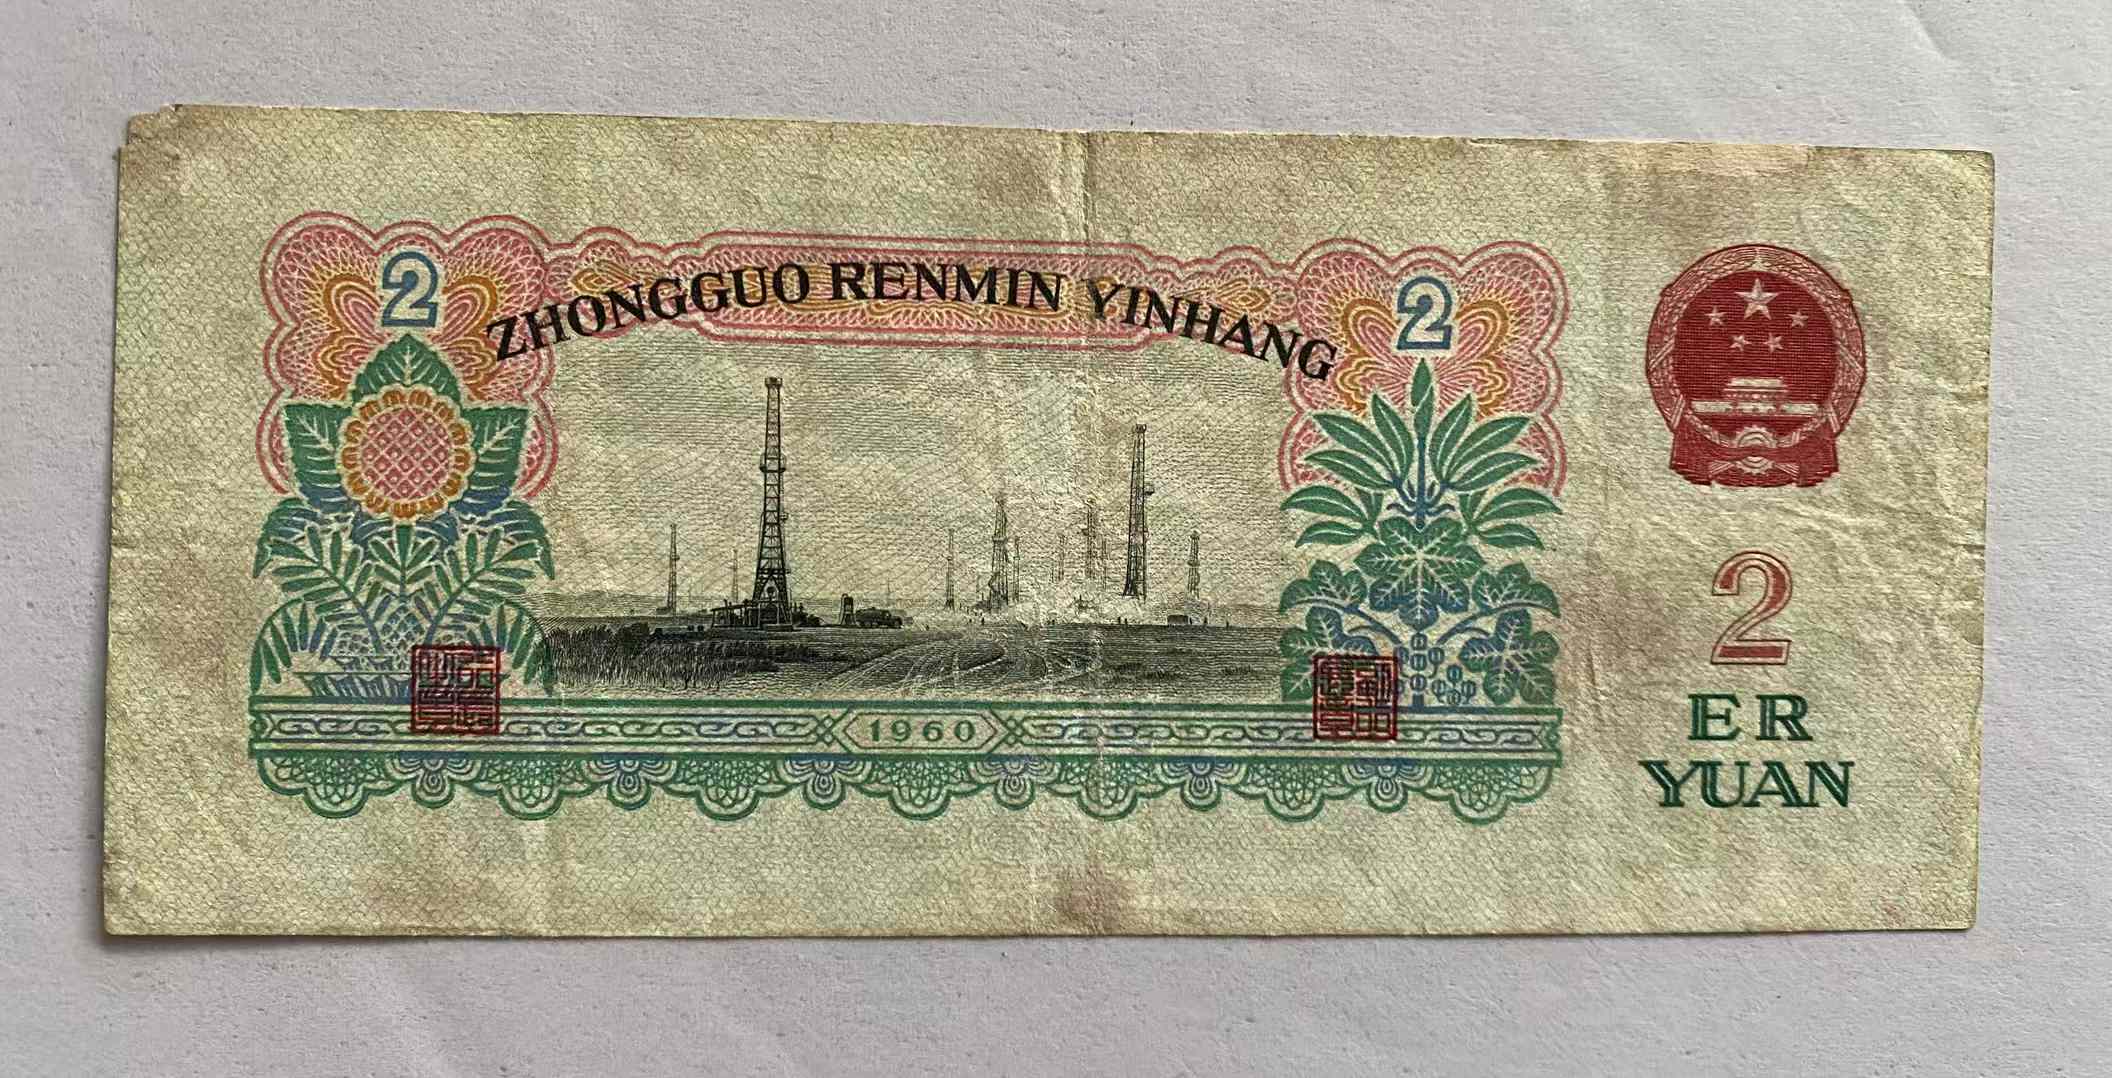 2 2
ZHONGGUO RENMIN YINHANG
1960
2
ER
YUAN